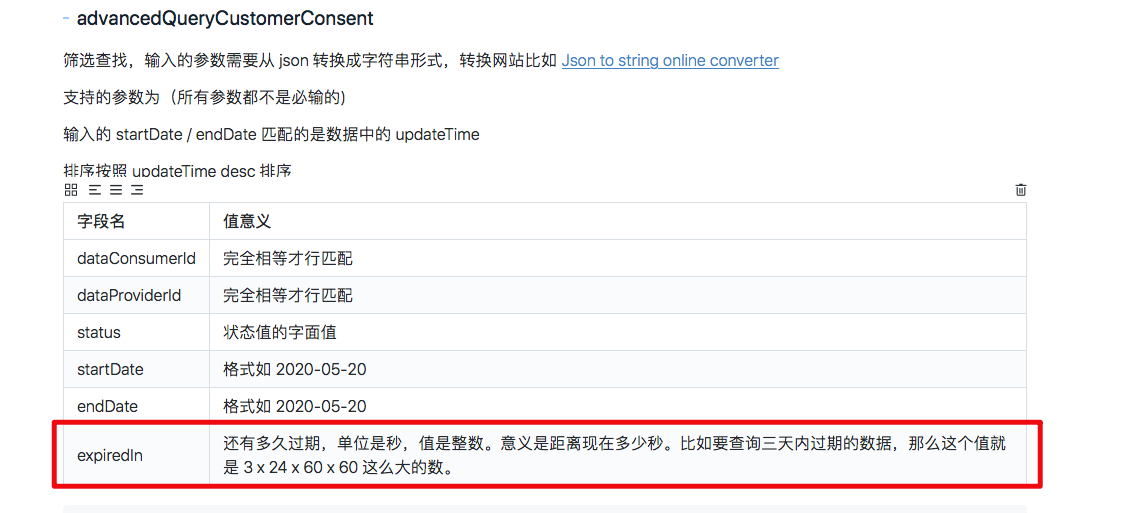 advancedQueryCustomerConsent
筛选查找，输入的参数需要从 json 转换成字符串形式，转换网站比如 Json to string online converter
支持的参数为（所有参数都不是必输的)
输入的 startDate / endDate 匹配的是数据中的 updateTime
排序按照 updateTime desc 排序
字段名 值意义
dataConsumerId 完全相等才行匹配
dataProviderId 完全相等才行匹配
status 状态值的字面值
startDate 格式如 2020-05-20
endDate 格式如 2020-05-20
expiredIn 还有多久过期，单位是秒，值是整数。意义是距离现在多少秒。比如要查询三天内过期的数据，那么这个值就
是 3 x 24 x 60 x 60 这么大的数。